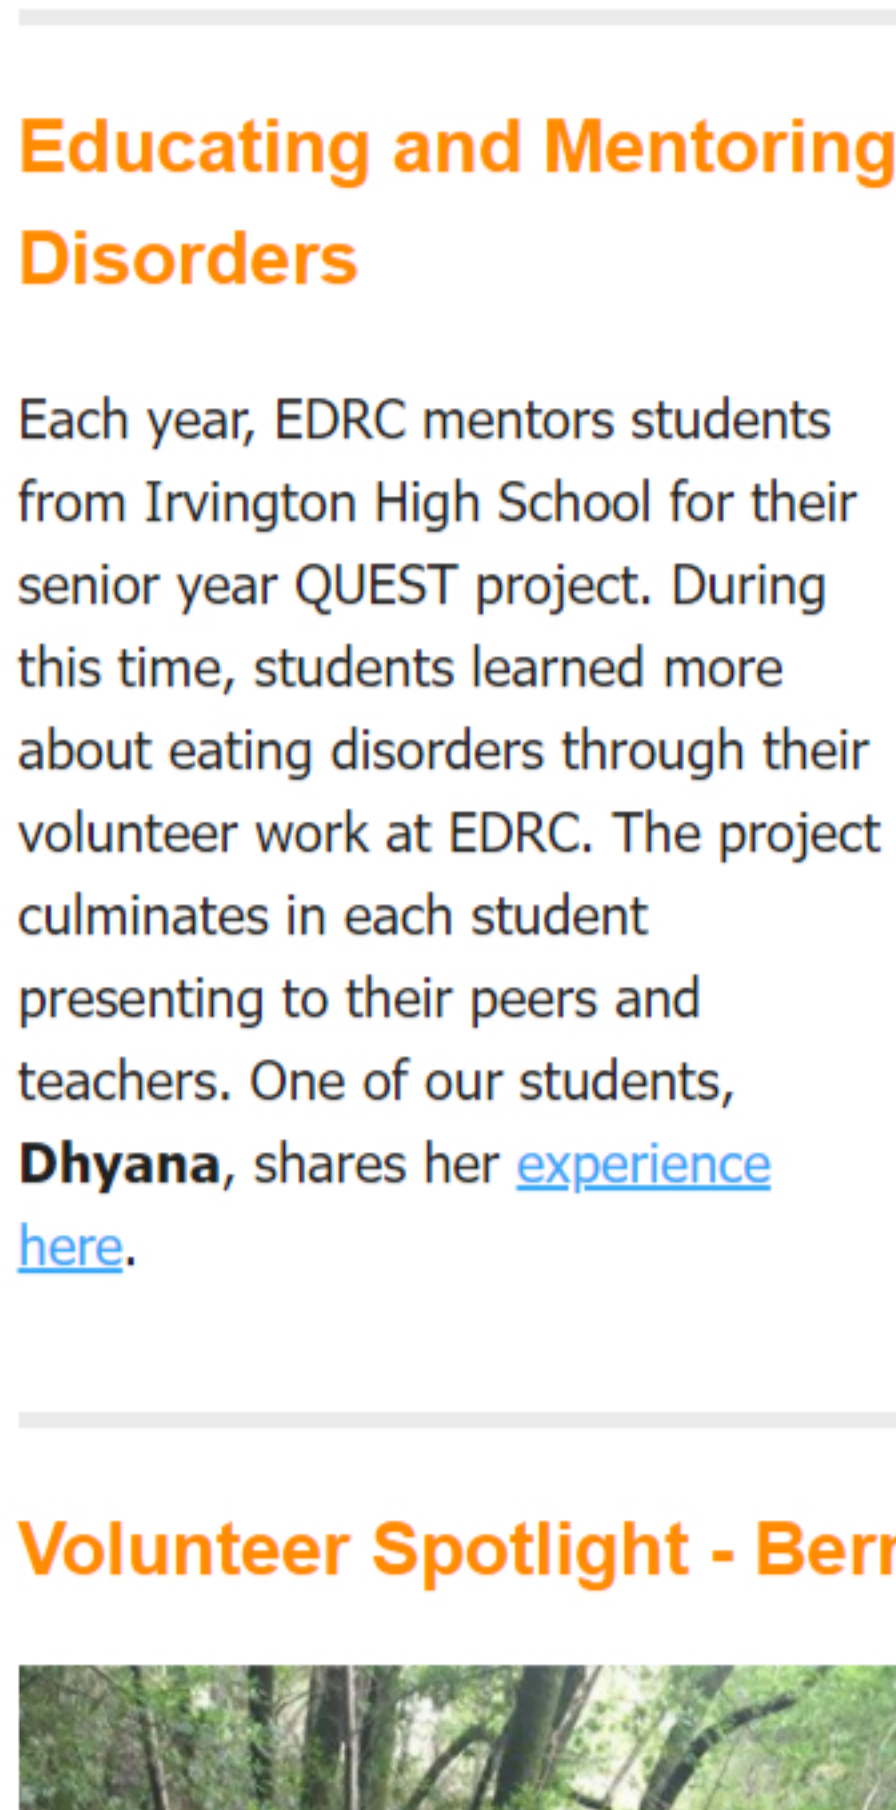 Educating and Mentoring
Disorders
Each year, EDRC mentors students
from Irvington High School for their
senior year QUEST project. During
this time, students learned more
about eating disorders through their
volunteer work at EDRC. The project
culminates in each student
presenting to their peers and
teachers. One of our students,
Dhyana, shares her experience
here.
Volunteer Spotlight -